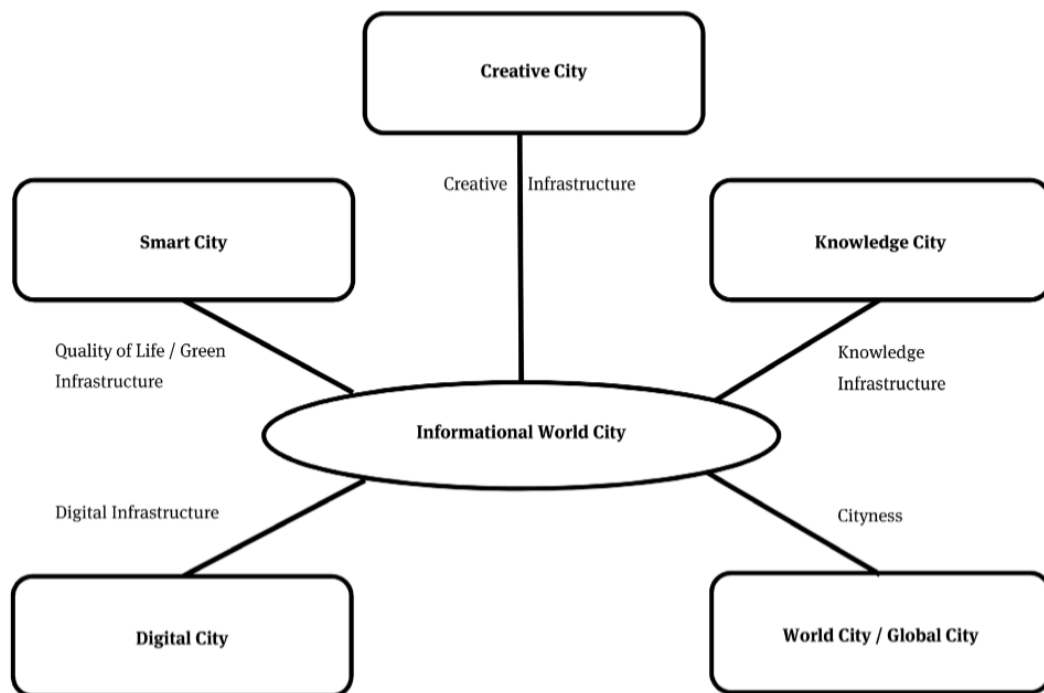 Creative City
Creative Infrastructure
Smart City
Knowledge City
Quality of Life / Green
Infrastructure
Knowledge
Infrastructure
Informational World City
Digital Infrastructure
Cityness
Digital City
World City / Global City